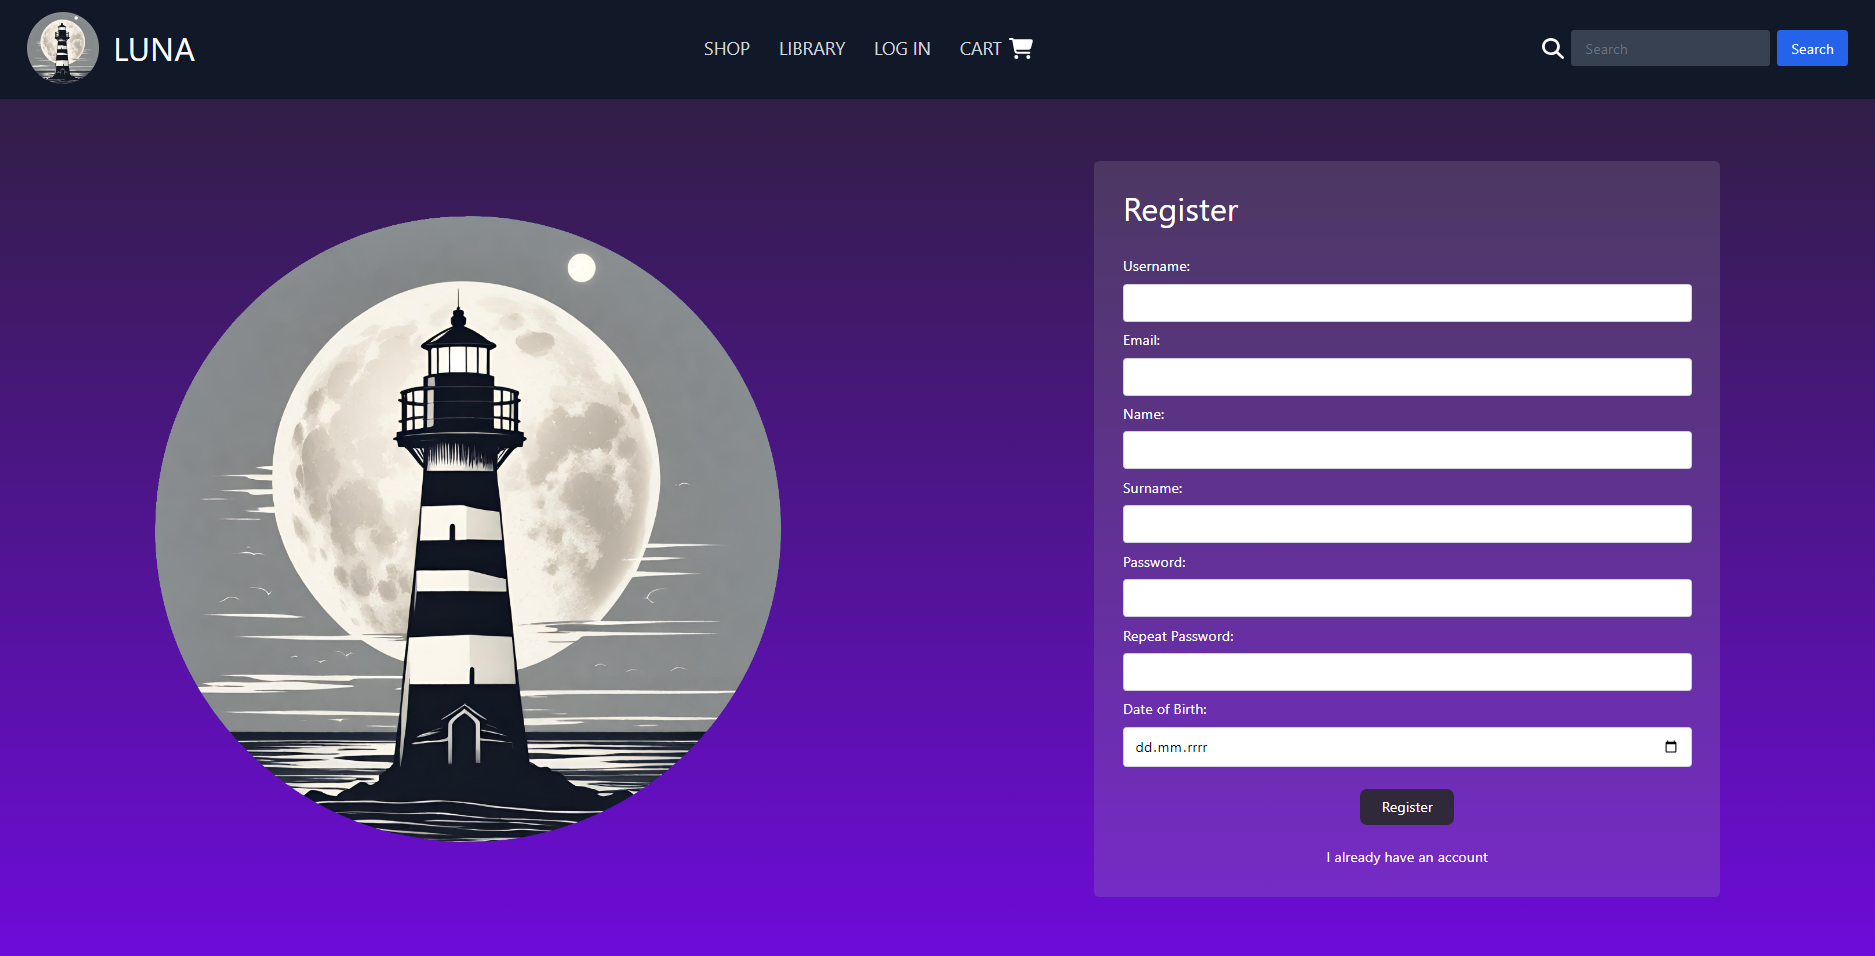 LUNA
SHOP LIBRARY LOG IN CART
Search Search
Register
Username:
Email:
Name:
Surname:
Password:
Repeat Password:
Date of Birth:
dd.mm.rrrr
Register
I already have an account